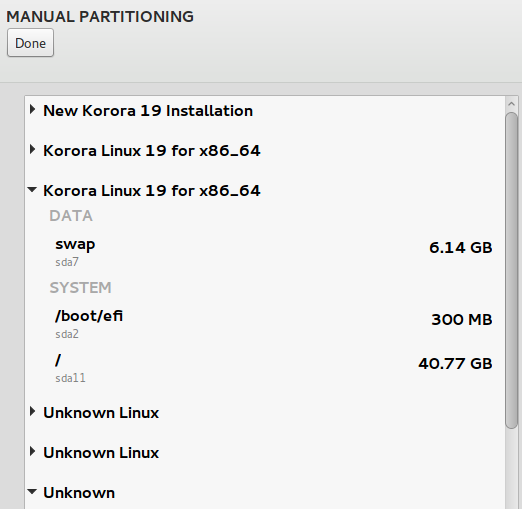 MANUAL PARTITIONING
Done
New Korora 19 Installation
Korora Linux 19 for x86_64
Korora Linux 19 for x86_64
DATA
swap
6.14 GB
sda7
SYSTEM
/boot/efi
300 MB
sda2
/
40.77 GB
sda11
Unknown Linux
Unknown Linux
Unknown